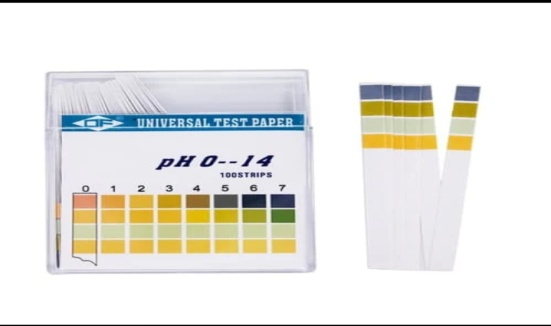 UNIVERSAL TEST PAPER
pH 0--14
100STRIPS
0 1 2 3 4 5 6 7